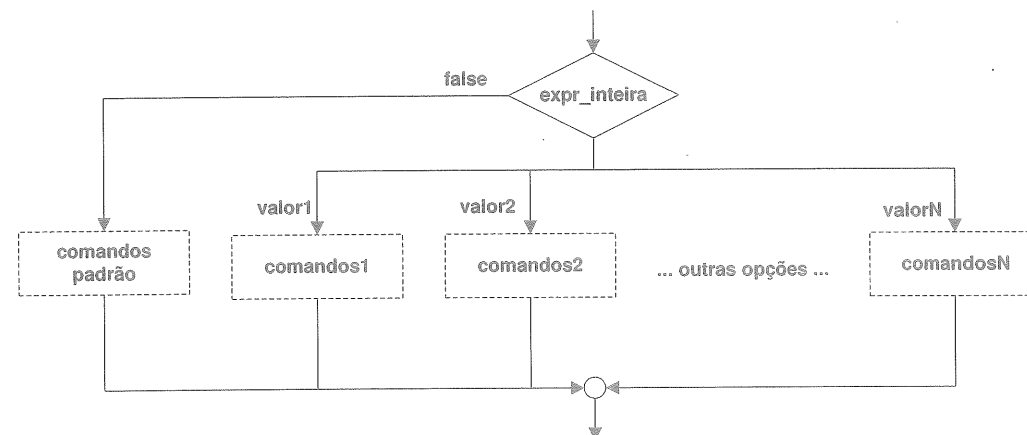 false
expr_inteira
valor1
valor2
valorN
comandos
padrão
comandos1
comandos2
... outras opções ...
comandosN